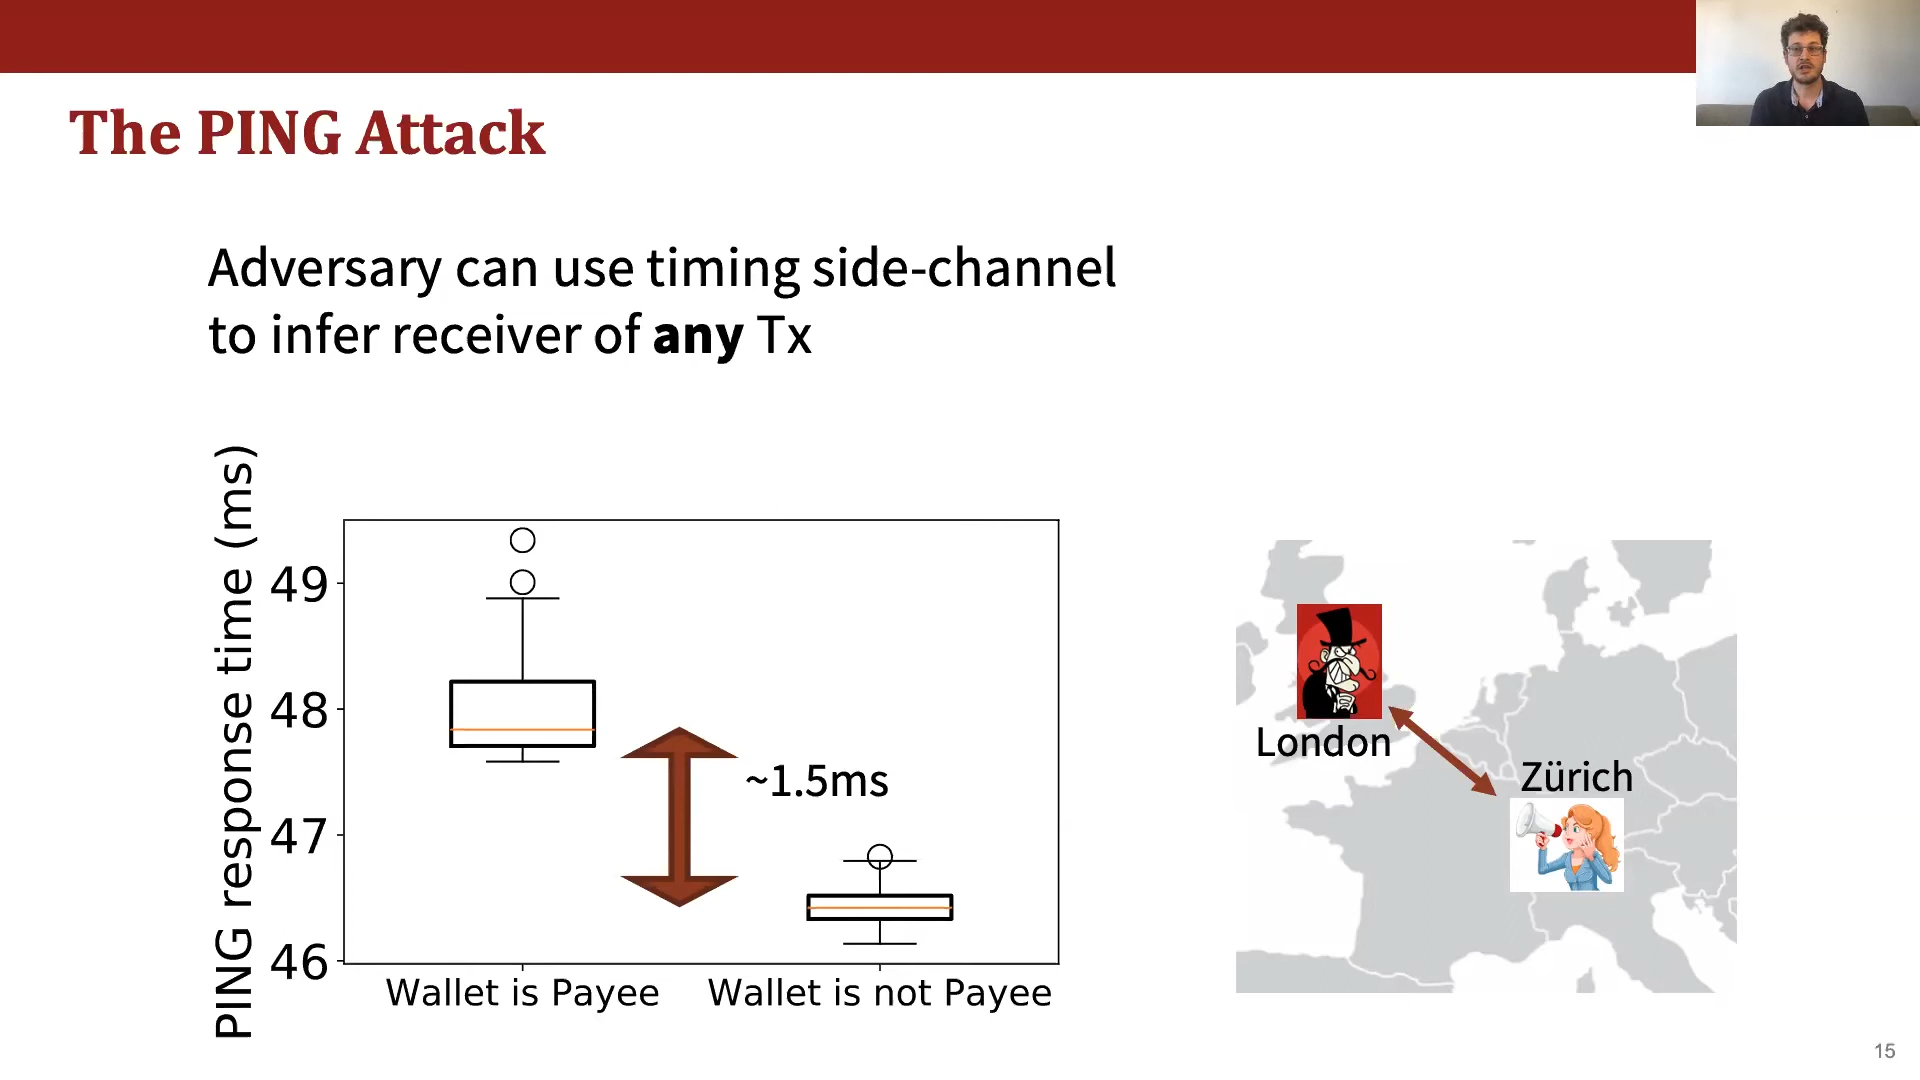 The PING Attack
Adversary can use timing side-channel
to infer receiver of any Tx
PING response time (ms)
49
48
47
46
~1.5ms
Wallet is Payee
Wallet is not Payee
London
Zürich
15